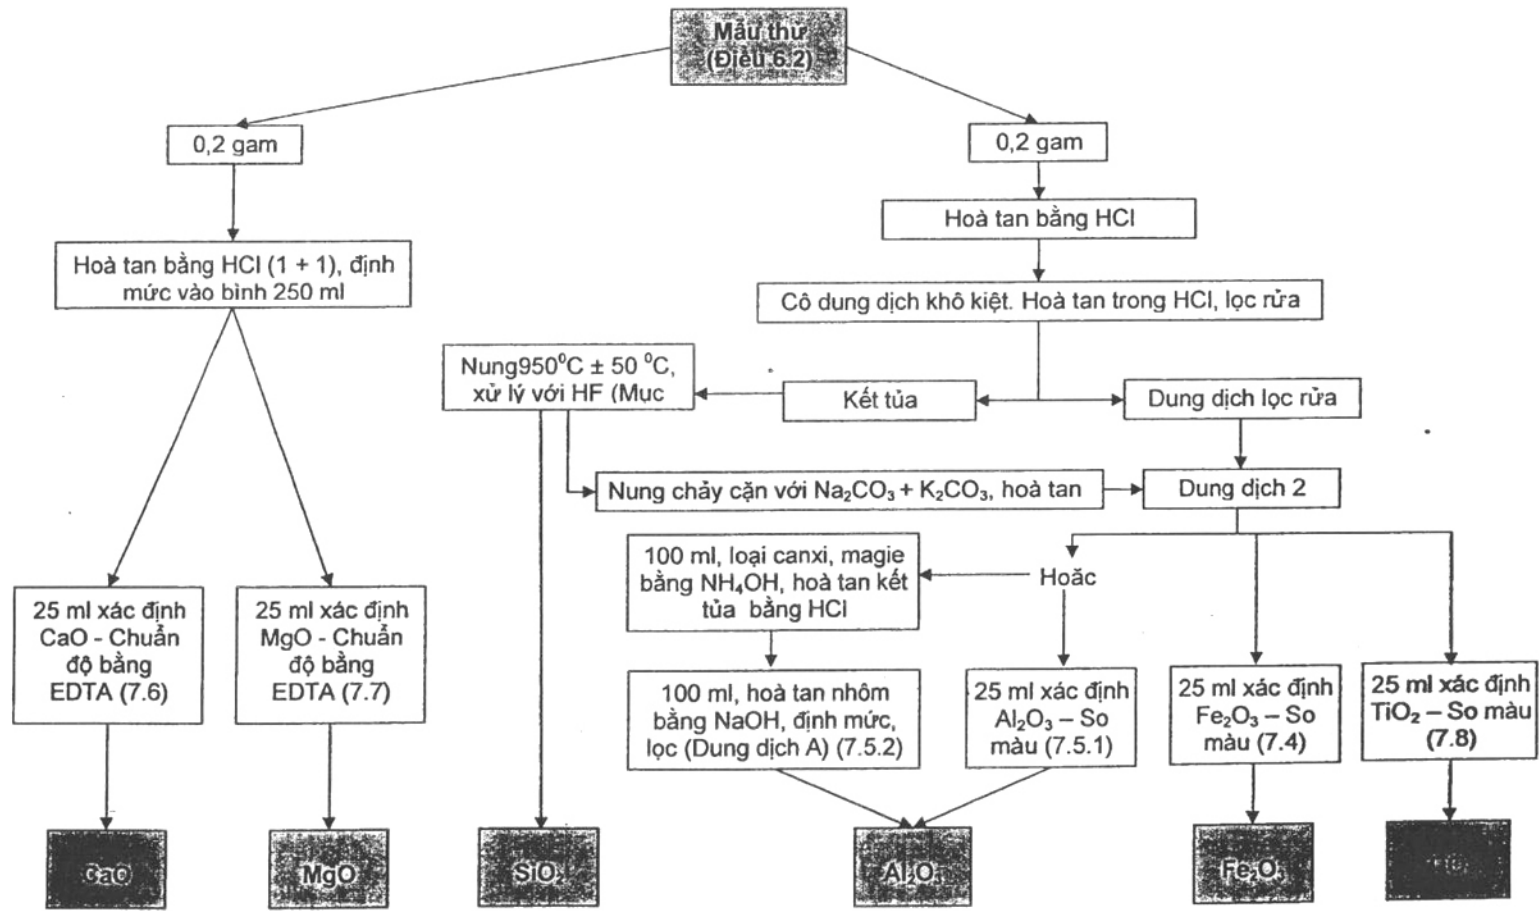 Mẫu thử
(Điều 6.2)
0,2 gam
0,2 gam
Hoà tan bằng HCl
Hoà tan bằng HCl (1 + 1), định
mức vào bình 250 ml
Cô dung dịch khô kiệt. Hoà tan trong HCl, lọc rửa
Nung950⁰C ± 50 ⁰C,
xử lý với HF (Mục
Kết tủa
Dung dịch lọc rửa
Nung chảy cặn với Na₂CO₃ + K₂CO₃, hoà tan
Dung dịch 2
100 ml, loại canxi, magie
bằng NH₄OH, hoà tan kết
tủa bằng HCl
Hoăc
25 ml xác định
CaO - Chuẩn
độ bằng
EDTA (7.6)
25 ml xác định
MgO - Chuẩn
độ bằng
EDTA (7.7)
100 ml, hoà tan nhôm
bằng NaOH, định mức,
lọc (Dung dịch A) (7.5.2)
25 ml xác định
Al₂O₃ – So
màu (7.5.1)
25 ml xác định
Fe₂O₃ – So
màu (7.4)
25 ml xác định
TiO₂ – So màu
(7.8)
CaO
MgO
SiO₂
Al₂O₃
Fe₂O